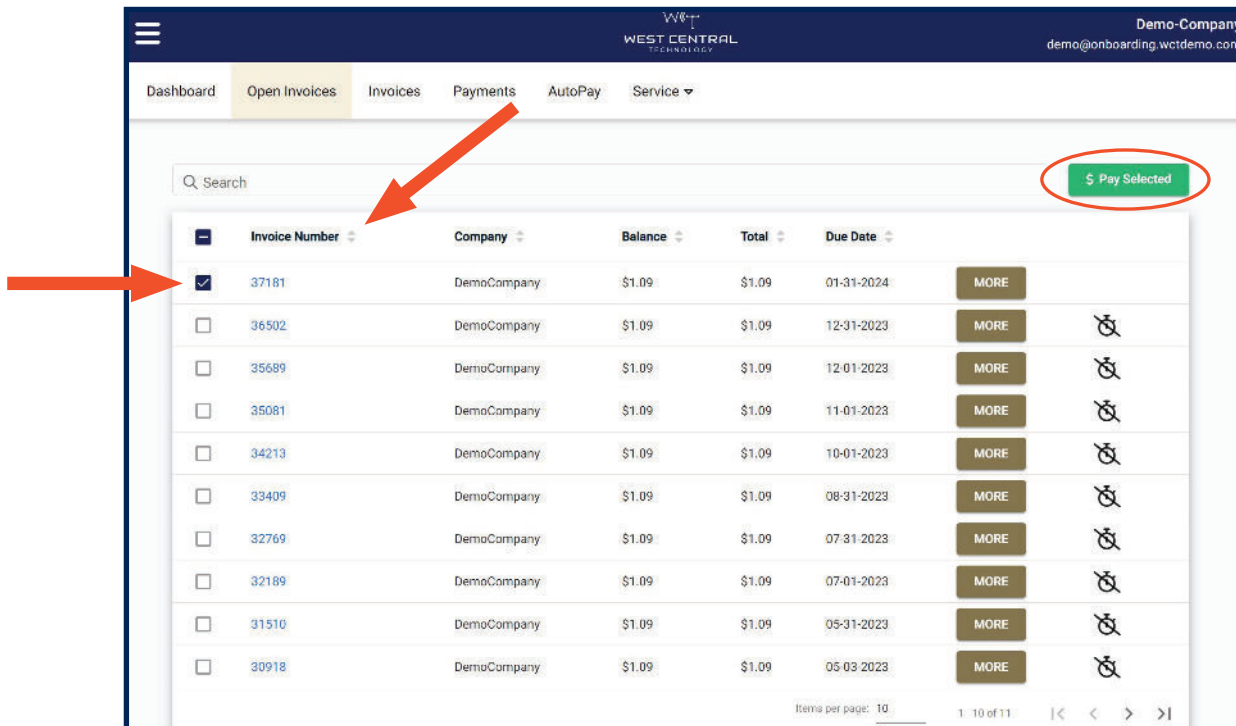 WCT
WEST CENTRAL
TECHNOLOGY
Demo-Company
demo@onboarding.wctdemo.com
Dashboard Open Invoices Invoices Payments AutoPay Service
Search
$ Pay Selected
Invoice Number Company Balance Total Due Date
37181 DemoCompany $1.09 $1.09 01-31-2024 MORE
36502 DemoCompany $1.09 $1.09 12-31-2023 MORE
35689 DemoCompany $1.09 $1.09 12-01-2023 MORE
35081 DemoCompany $1.09 $1.09 11-01-2023 MORE
34213 DemoCompany $1.09 $1.09 10-01-2023 MORE
33409 DemoCompany $1.09 $1.09 08-31-2023 MORE
32769 DemoCompany $1.09 $1.09 07-31-2023 MORE
32189 DemoCompany $1.09 $1.09 07-01-2023 MORE
31510 DemoCompany $1.09 $1.09 05-31-2023 MORE
30918 DemoCompany $1.09 $1.09 05-03-2023 MORE
Items per page: 10 1-10 of 11